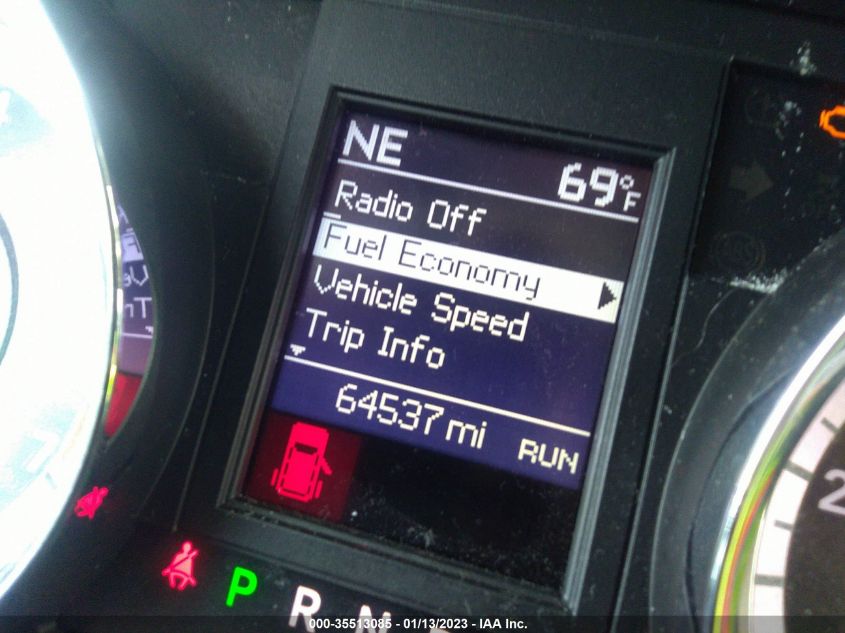 NE
69°F
Radio Off
Fuel Economy
Vehicle Speed
Trip Info
64537 mi RUN
P R N
2
000-35513085 - 01/13/2023 - IAA Inc.